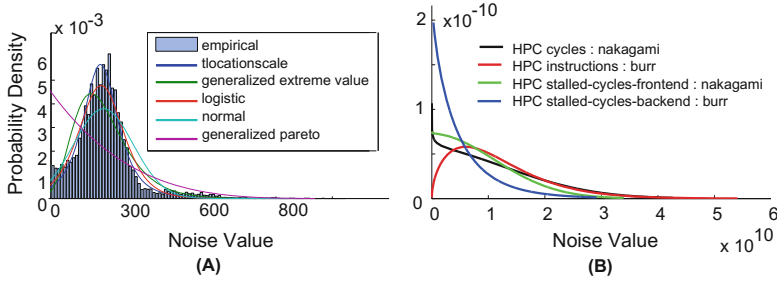 x 10⁻³
Probability Density
6
5
4
3
2
1
0
empirical
tlocationscale
generalized extreme value
logistic
normal
generalized pareto
0 300 600 800
Noise Value
(A)
2 x 10⁻¹⁰
1
0
HPC cycles : nakagami
HPC instructions : burr
HPC stalled-cycles-frontend : nakagami
HPC stalled-cycles-backend : burr
0 1 2 3 4 5 6
Noise Value x 10¹⁰
(B)